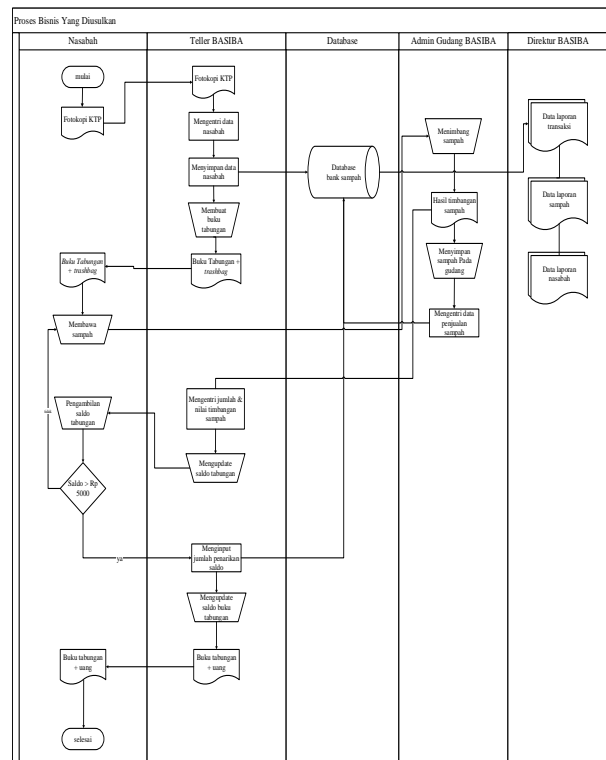 Proses Bisnis Yang Diusulkan
Nasabah
Teller BASIBA
Database
Admin Gudang BASIBA
Direktur BASIBA
mulai
Fotokopi KTP
Fotokopi KTP
Mengentri data
nasabah
Menyimpan data
nasabah
Membuat
buku
tabungan
Buku Tabungan +
trashbag
Buku Tabungan
+ trashbag
Membawa
sampah
Database
bank sampah
Menimbang
sampah
Hasil timbangan
sampah
Menyimpan
sampah Pada
gudang
Mengentri data
penjualan
sampah
Data laporan
transaksi
Data laporan
sampah
Data laporan
nasabah
Mengentri jumlah &
nilai timbangan
sampah
Mengupdate
saldo tabungan
Pengambilan
saldo
tabungan
Saldo > Rp
5000
ya
Menginput
jumlah penarikan
saldo
Mengupdate
saldo buku
tabungan
Buku tabungan
+ uang
Buku tabungan
+ uang
selesai